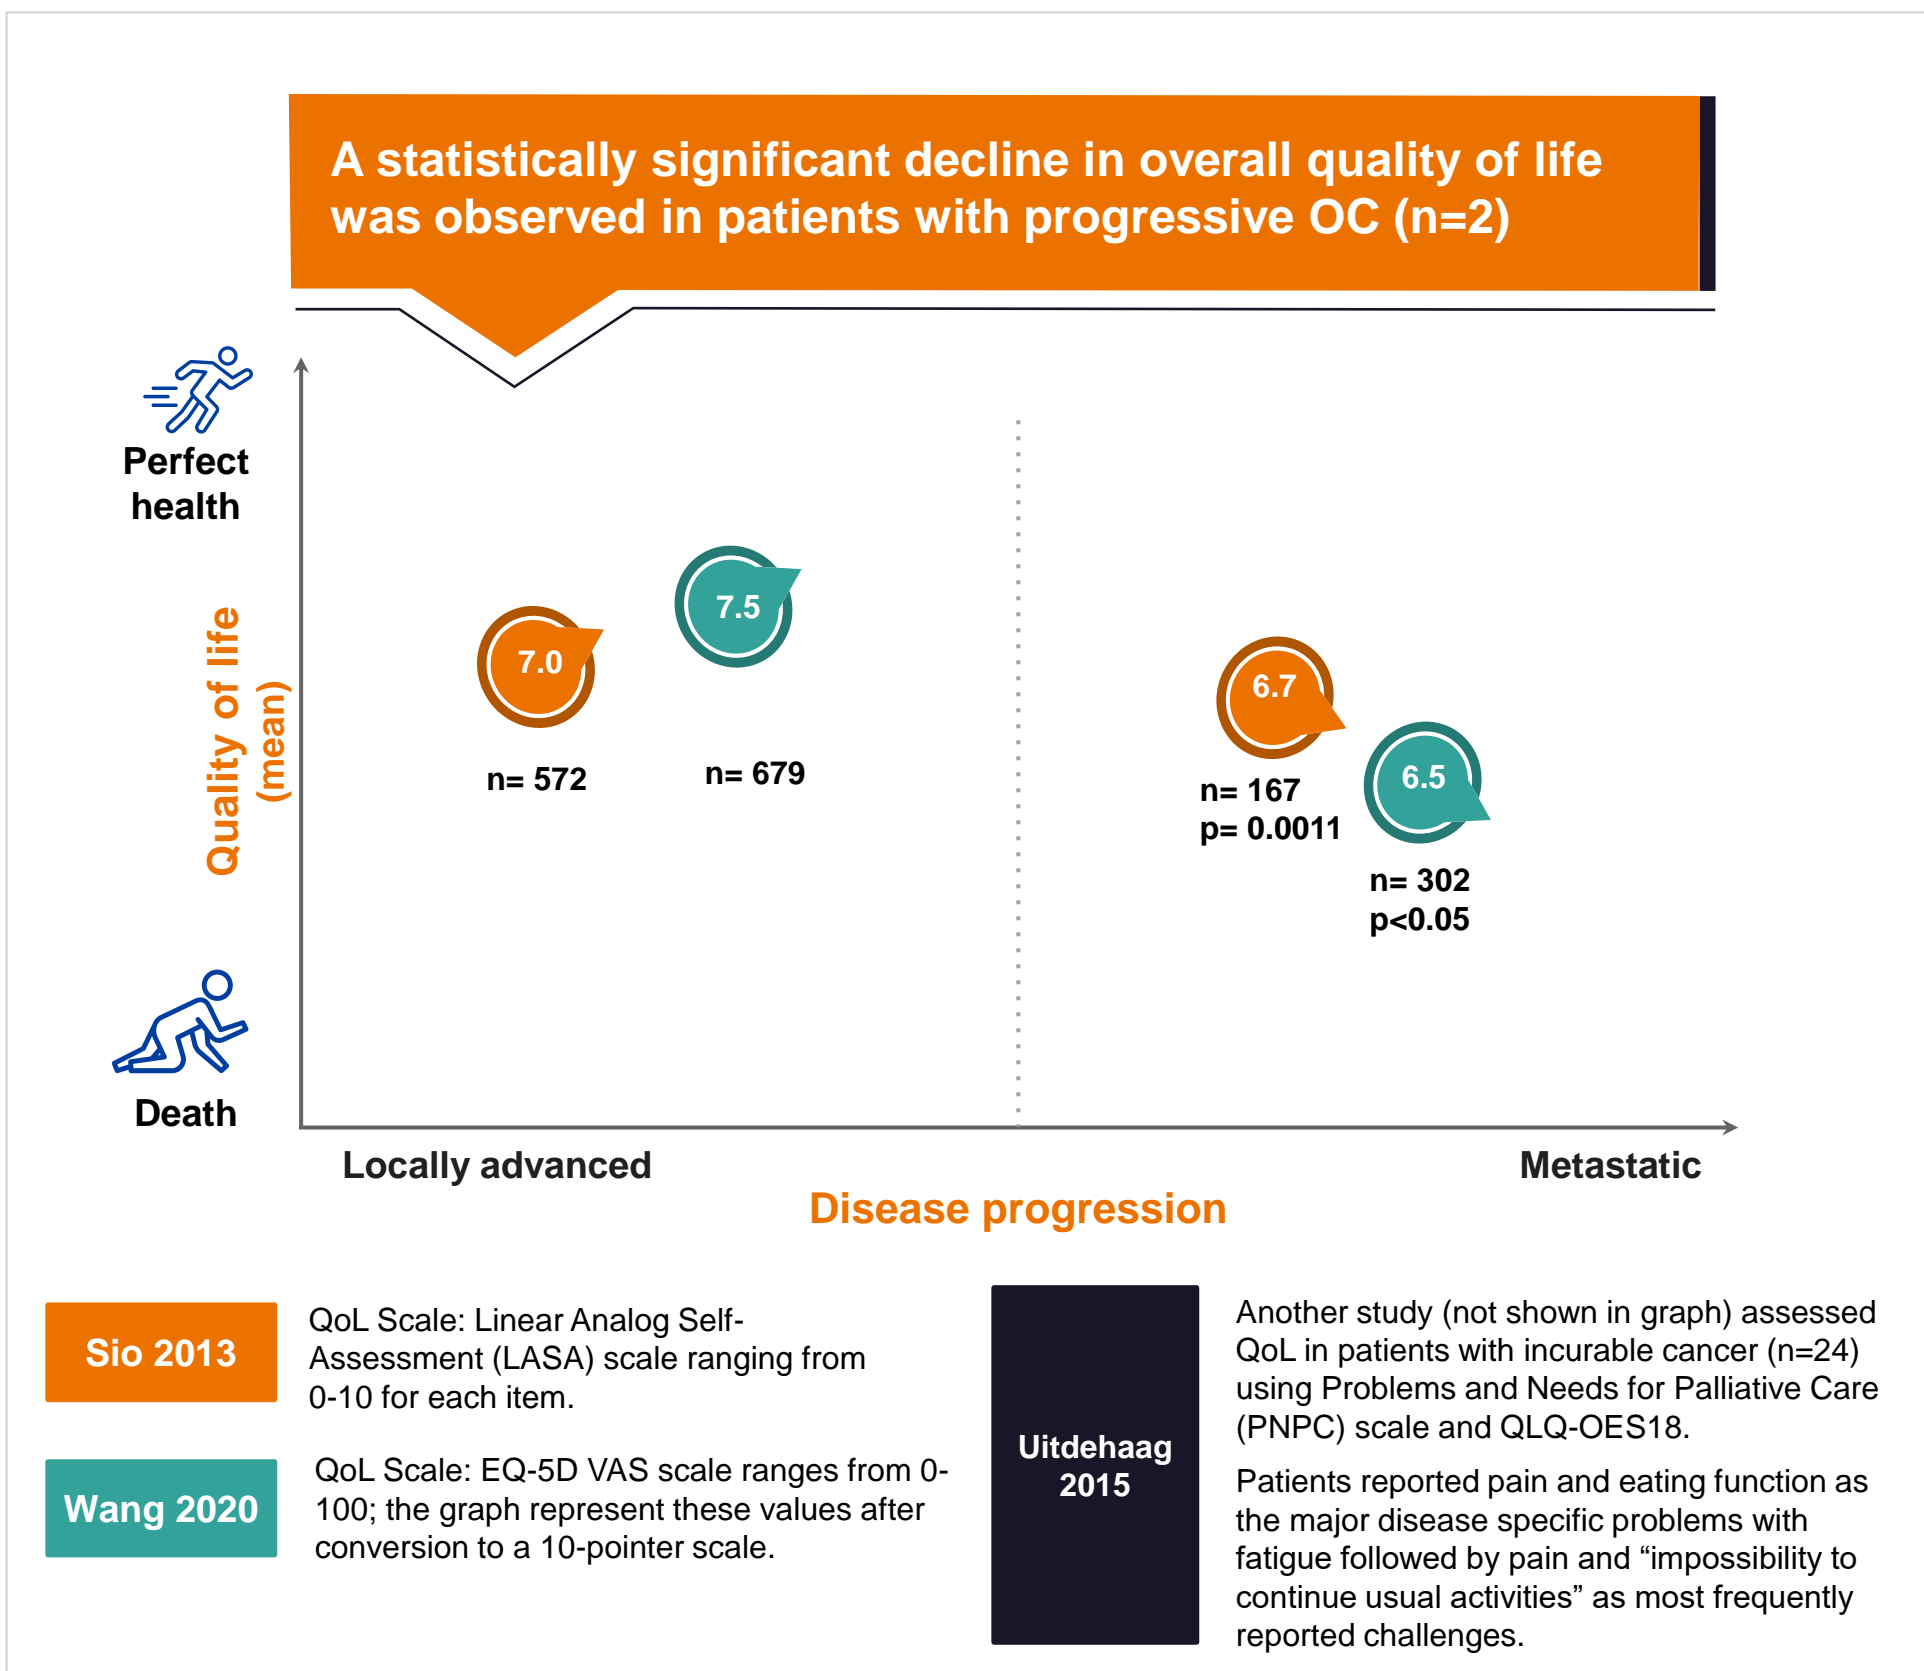 A statistically significant decline in overall quality of life
was observed in patients with progressive OC (n=2)
Perfect
health
Quality of life
(mean)
7.0
n= 572
7.5
n= 679
6.7
n= 167
p= 0.0011
6.5
n= 302
p<0.05
Death
Locally advanced
Metastatic
Disease progression
Sio 2013
QoL Scale: Linear Analog Self-
Assessment (LASA) scale ranging from
0-10 for each item.
Wang 2020
QoL Scale: EQ-5D VAS scale ranges from 0-
100; the graph represent these values after
conversion to a 10-pointer scale.
Uitdehaag
2015
Another study (not shown in graph) assessed
QoL in patients with incurable cancer (n=24)
using Problems and Needs for Palliative Care
(PNPC) scale and QLQ-OES18.
Patients reported pain and eating function as
the major disease specific problems with
fatigue followed by pain and “impossibility to
continue usual activities” as most frequently
reported challenges.